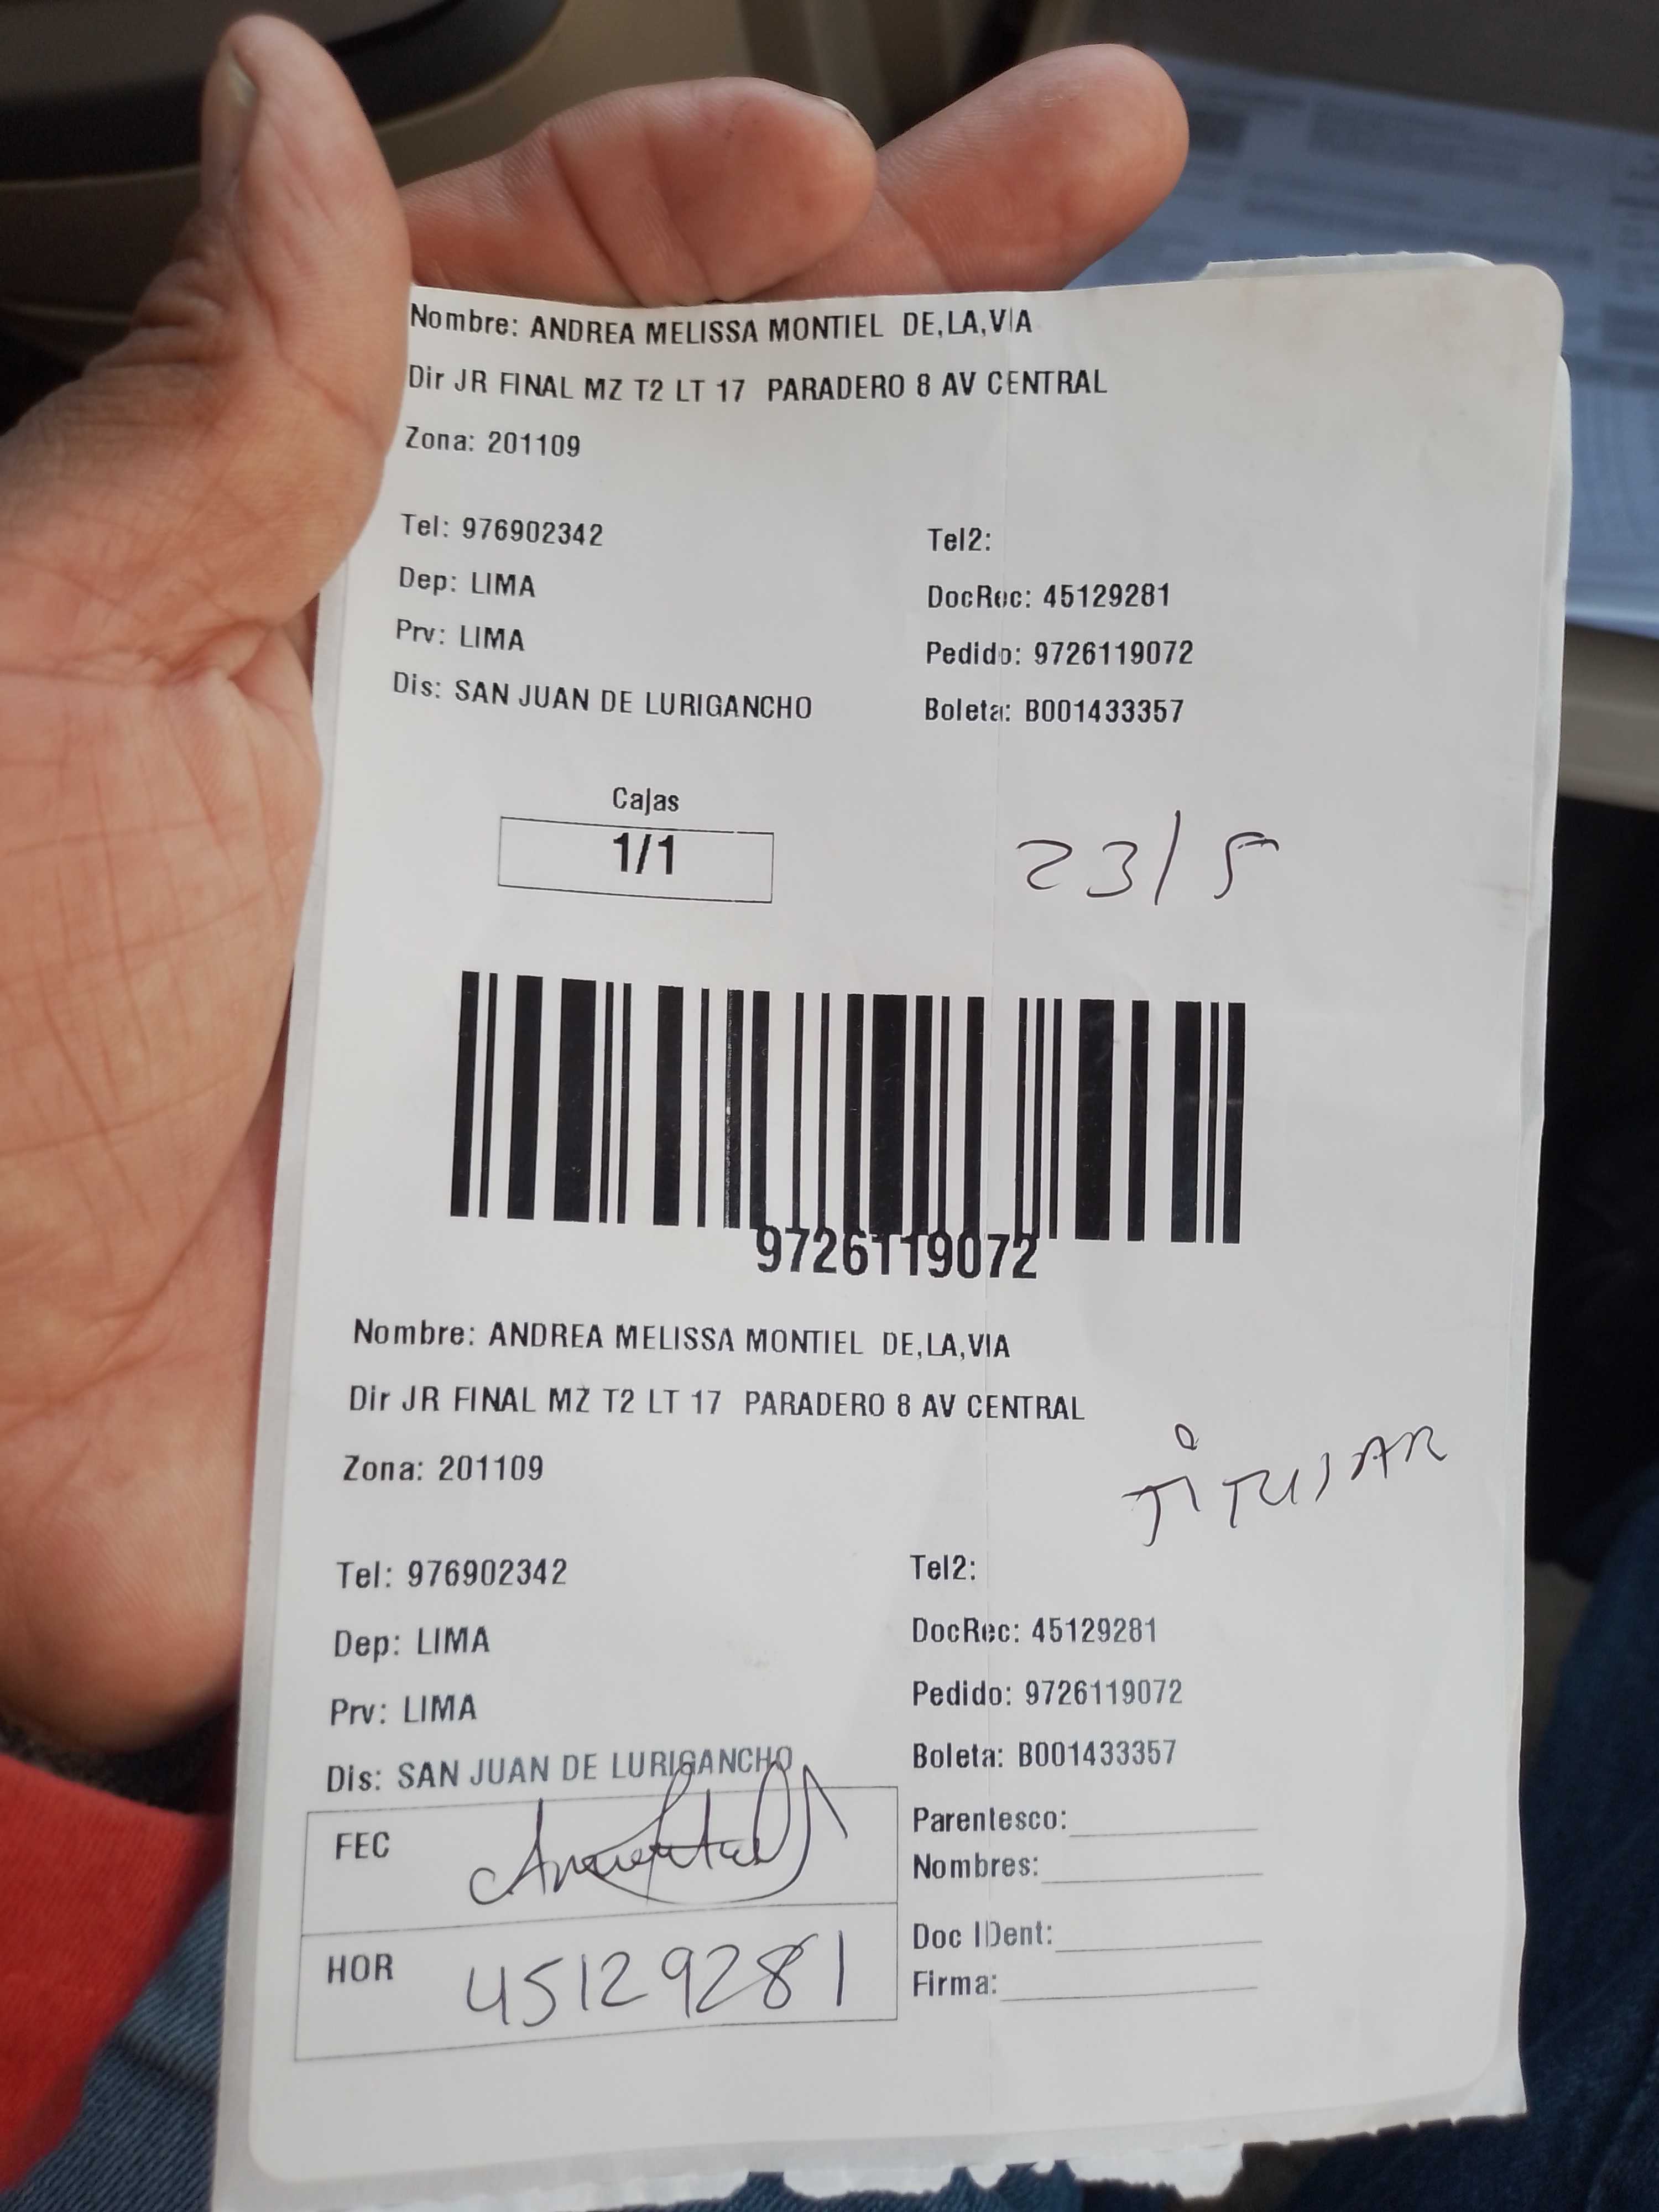 Nombre: ANDREA MELISSA MONTIEL DE,LA,VIA
Dir JR FINAL MZ T2 LT 17 PARADERO 8 AV CENTRAL
Zona: 201109
Tel: 976902342 Tel2:
Dep: LIMA DocRec: 45129281
Prv: LIMA Pedido: 9726119072
Dis: SAN JUAN DE LURIGANCHO Boleta: B001433357
Cajas
1/1 23/5
9726119072
Nombre: ANDREA MELISSA MONTIEL DE,LA,VIA
Dir JR FINAL MZ T2 LT 17 PARADERO 8 AV CENTRAL
Zona: 201109
Tel: 976902342 Tel2:
Dep: LIMA DocRec: 45129281
Prv: LIMA Pedido: 9726119072
Dis: SAN JUAN DE LURIGANCHO Boleta: B001433357
FEC Parentesco:
Nombres:
HOR 45129281 Doc IDent:
Firma: